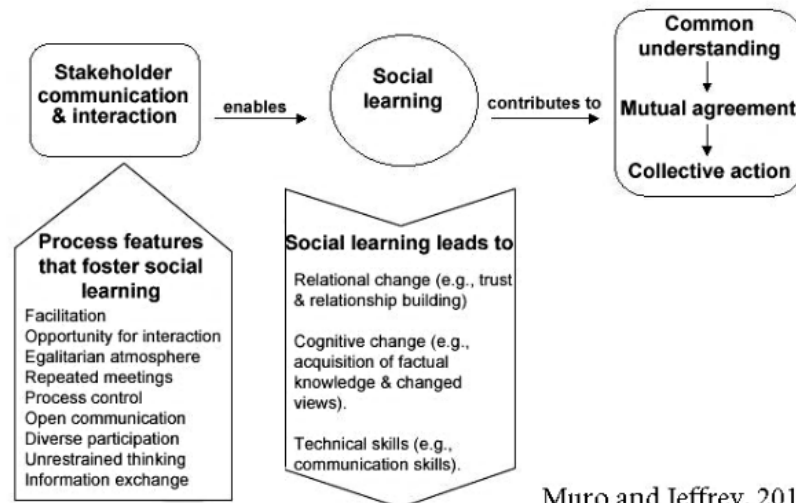 Stakeholder
communication
& interaction
enables
Social
learning
contributes to
Common
understanding
Mutual agreement
Collective action
Process features
that foster social
learning
Facilitation
Opportunity for interaction
Egalitarian atmosphere
Repeated meetings
Process control
Open communication
Diverse participation
Unrestrained thinking
Information exchange
Social learning leads to
Relational change (e.g., trust
& relationship building)
Cognitive change (e.g.,
acquisition of factual
knowledge & changed
views).
Technical skills (e.g.,
communication skills).
Muro and Jeffrey, 201